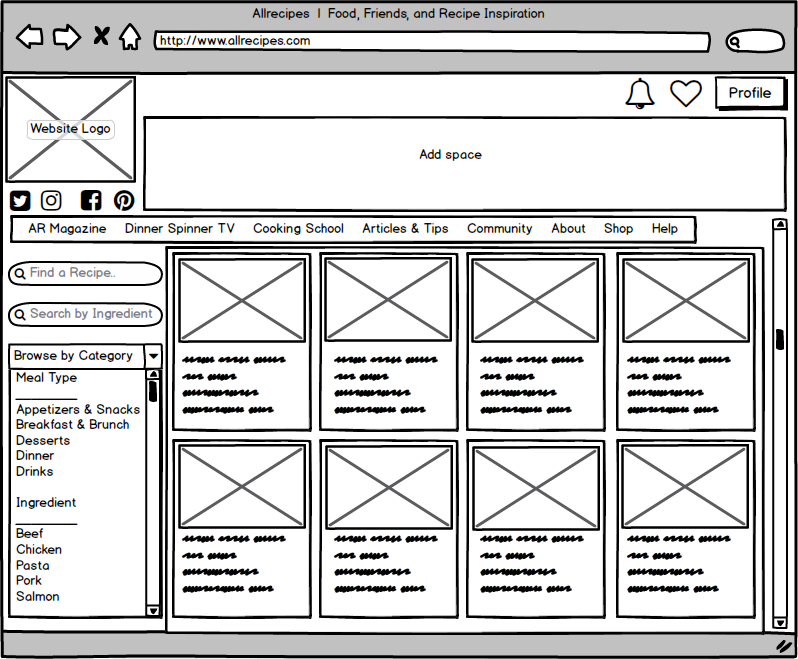 Allrecipes | Food, Friends, and Recipe Inspiration
http://www.allrecipes.com
Profile
Website Logo
Add space
AR Magazine Dinner Spinner TV Cooking School Articles & Tips Community About Shop Help
Find a Recipe..
Search by Ingredient
Browse by Category
Meal Type
Appetizers & Snacks
Breakfast & Brunch
Desserts
Dinner
Drinks
Ingredient
Beef
Chicken
Pasta
Pork
Salmon